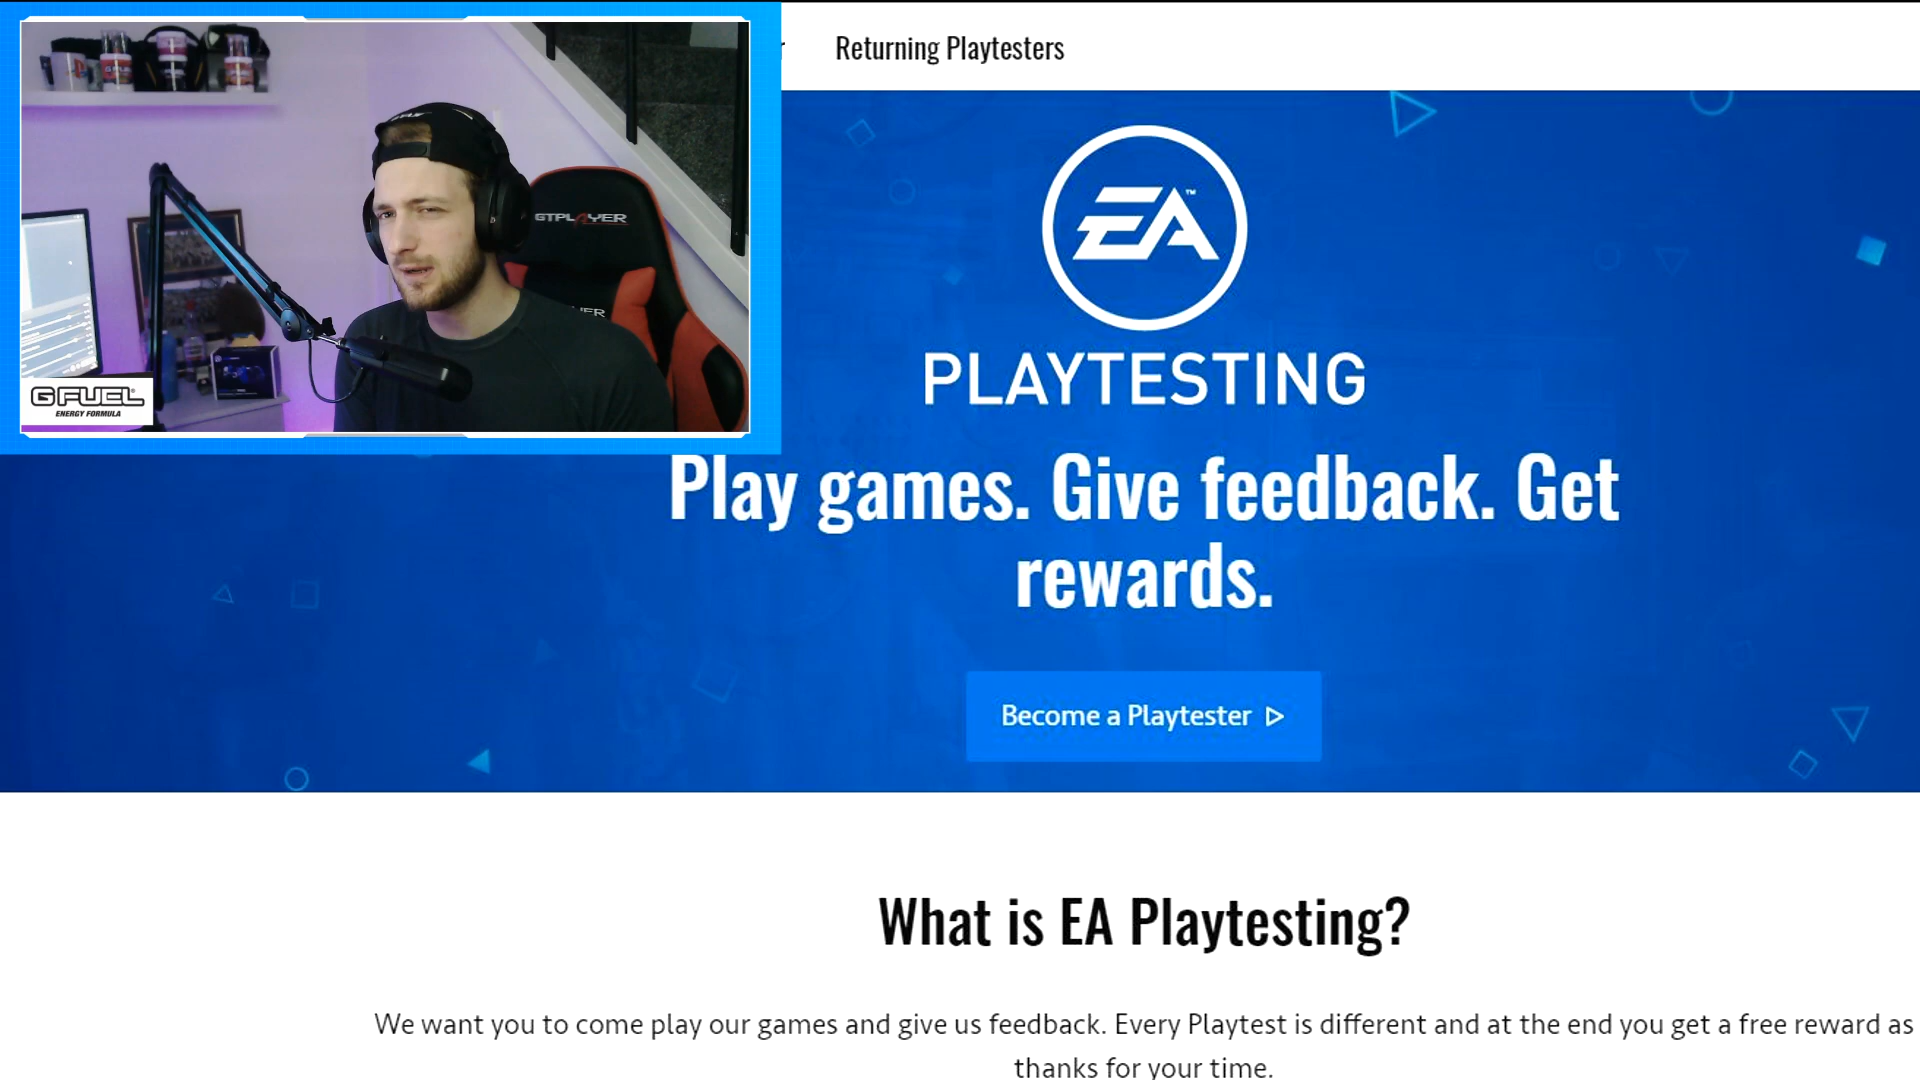 Returning Playtesters
EA™
PLAYTESTING
Play games. Give feedback. Get
rewards.
Become a Playtester
What is EA Playtesting?
We want you to come play our games and give us feedback. Every Playtest is different and at the end you get a free reward as
thanks for your time.
GTPLAYER
GFUEL®
ENERGY FORMULA